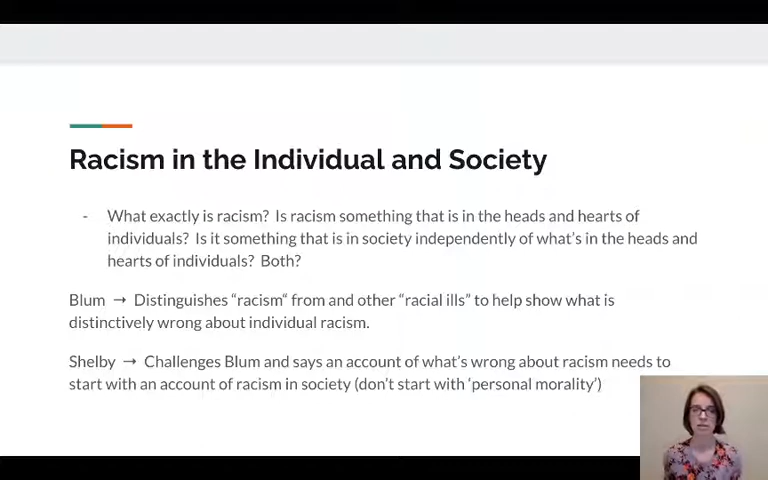 Racism in the Individual and Society
- What exactly is racism? Is racism something that is in the heads and hearts of
individuals? Is it something that is in society independently of what's in the heads and
hearts of individuals? Both?
Blum → Distinguishes “racism“ from and other “racial ills” to help show what is
distinctively wrong about individual racism.
Shelby → Challenges Blum and says an account of what's wrong about racism needs to
start with an account of racism in society (don't start with ‘personal morality’)